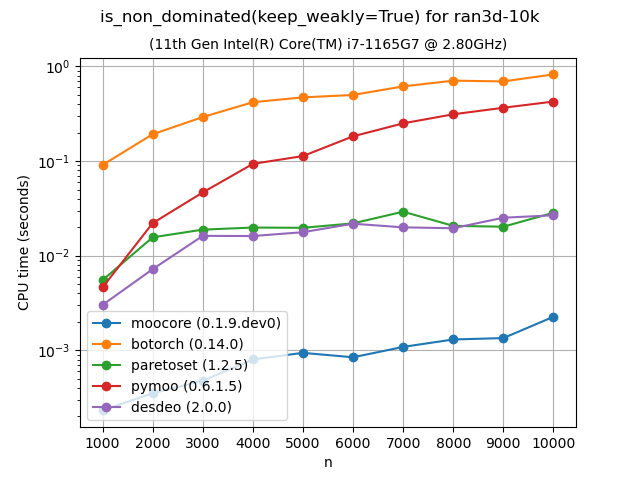 is_non_dominated(keep_weakly=True) for ran3d-10k
(11th Gen Intel(R) Core(TM) i7-1165G7 @ 2.80GHz)
10⁰
10⁻¹
10⁻²
10⁻³
CPU time (seconds)
moocore (0.1.9.dev0)
botorch (0.14.0)
paretoset (1.2.5)
pymoo (0.6.1.5)
desdeo (2.0.0)
1000 2000 3000 4000 5000 6000 7000 8000 9000 10000
n